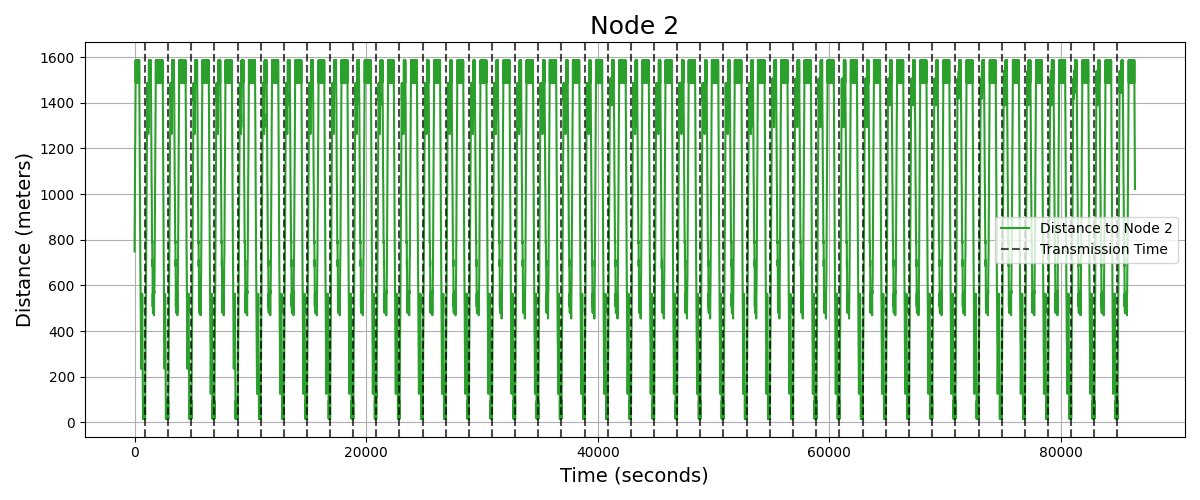 Node 2
Distance (meters)
1600
1400
1200
1000
800
600
400
200
0
Distance to Node 2
Transmission Time
0
20000
40000
60000
80000
Time (seconds)